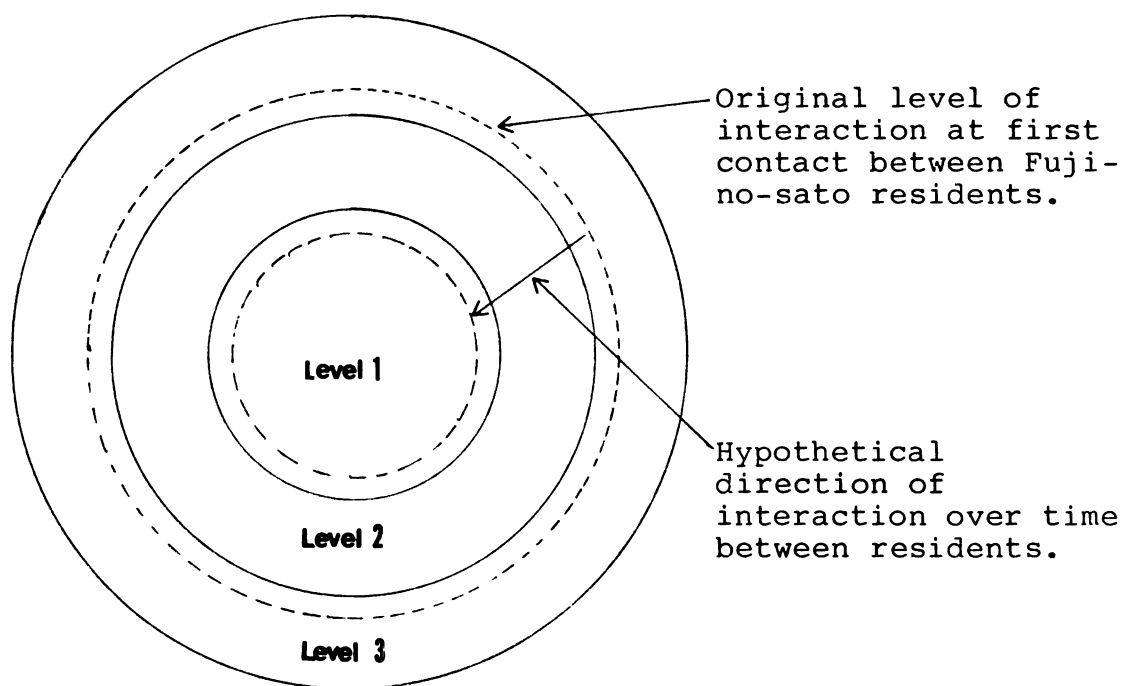 Original level of
interaction at first
contact between Fuji-
no-sato residents.
Level 1
Hypothetical
direction of
interaction over time
between residents.
Level 2
Level 3